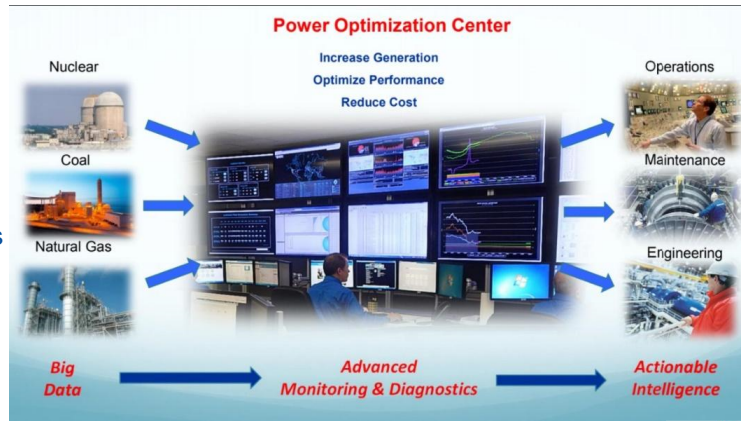 Power Optimization Center
Increase Generation
Optimize Performance
Reduce Cost
Nuclear
Coal
Natural Gas
Operations
Maintenance
Engineering
s
Big
Data
Advanced
Monitoring & Diagnostics
Actionable
Intelligence